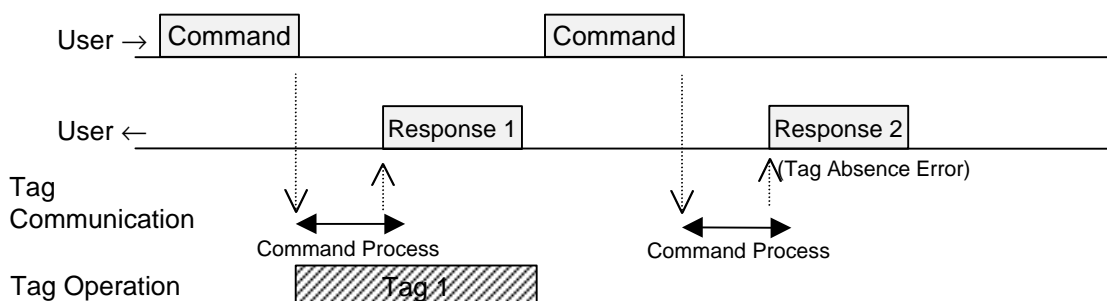 User → Command Command
User ← Response 1 Response 2
(Tag Absence Error)
Tag
Communication
Command Process Command Process
Tag Operation Tag 1